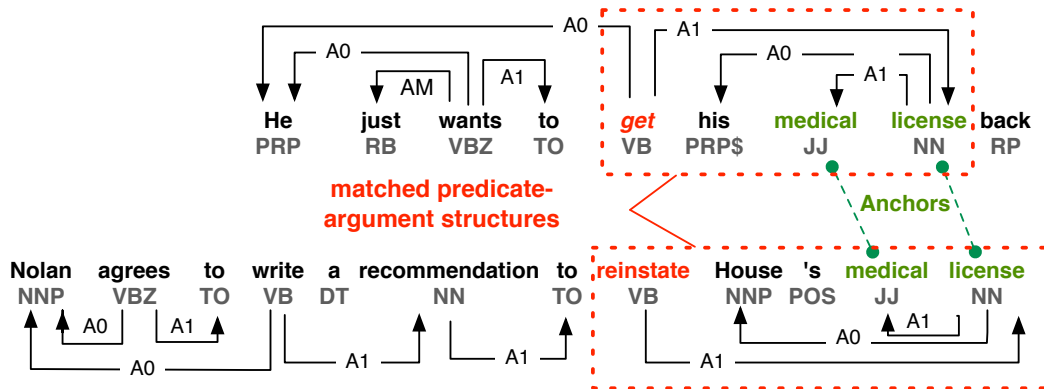 A0 A1
A0 A0
AM A1 A1
He just wants to get his medical license back
PRP RB VBZ TO VB PRP$ JJ NN RP
matched predicate-
argument structures
Anchors
Nolan agrees to write a recommendation to reinstate House 's medical license
NNP VBZ TO VB DT NN TO VB NNP POS JJ NN
A0 A1 A1
A0 A1 A1 A0
A0 A1